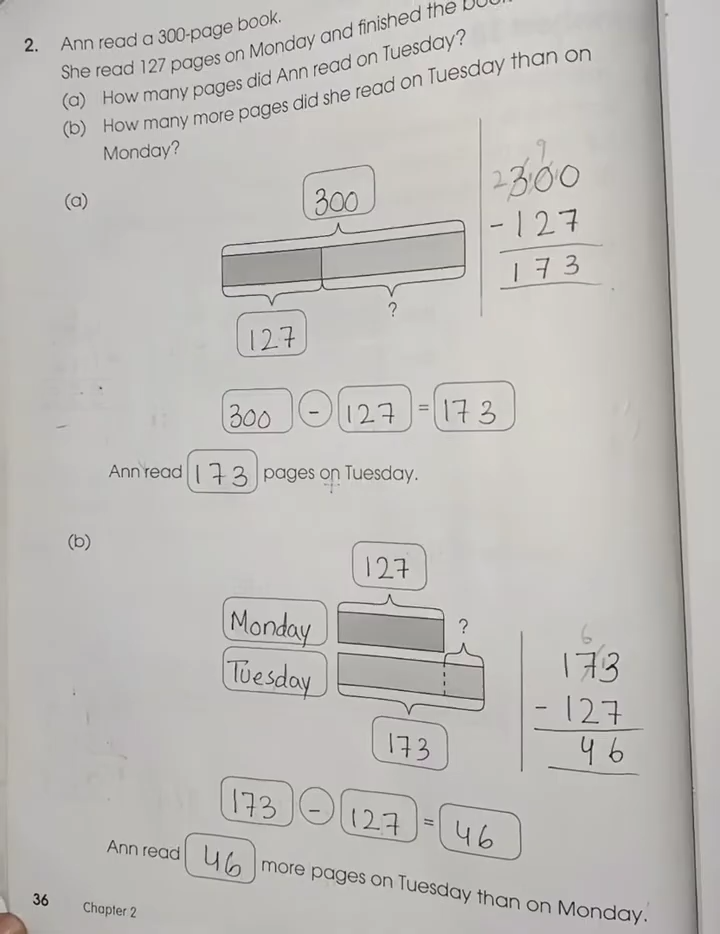 2. Ann read a 300-page book.
She read 127 pages on Monday and finished the
(a) How many pages did Ann read on Tuesday?
(b) How many more pages did she read on Tuesday than on
Monday?
(a)
300
127
?
9
2 300
- 127
173
300 - 127 = 173
Ann read 173 pages on Tuesday.
(b)
127
Monday
?
Tuesday
173
6
173
- 127
46
173 - 127 = 46
Ann read 46 more pages on Tuesday than on Monday.
36 Chapter 2